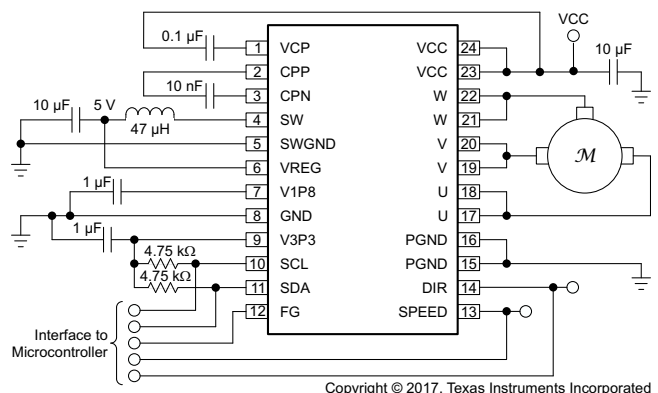 VCC
0.1 µF
10 µF
1 VCP VCC 24
2 CPP VCC 23
10 nF
3 CPN W 22
10 µF 5 V
47 µH
4 SW W 21
5 SWGND V 20
M
6 VREG V 19
1 µF
7 V1P8 U 18
8 GND U 17
1 µF
9 V3P3 PGND 16
4.75 kΩ
10 SCL PGND 15
4.75 kΩ
11 SDA DIR 14
12 FG SPEED 13
Interface to
Microcontroller
Copyright © 2017, Texas Instruments Incorporated